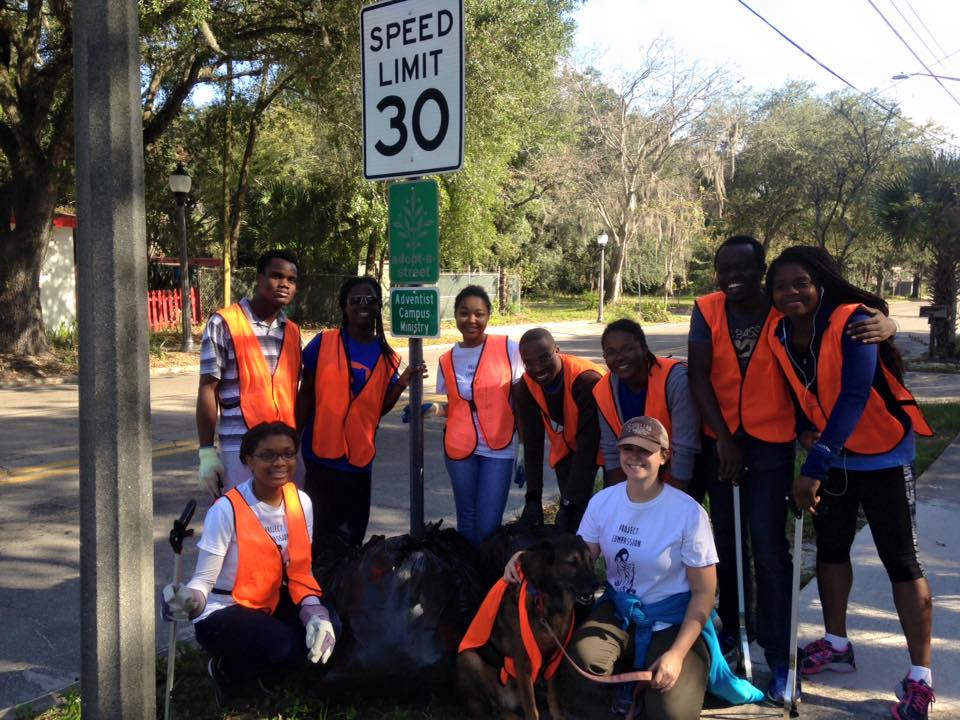 SPEED
LIMIT
30
adopt-a
street
Adventist
Campus
Ministry
PROJECT
COMPASSION